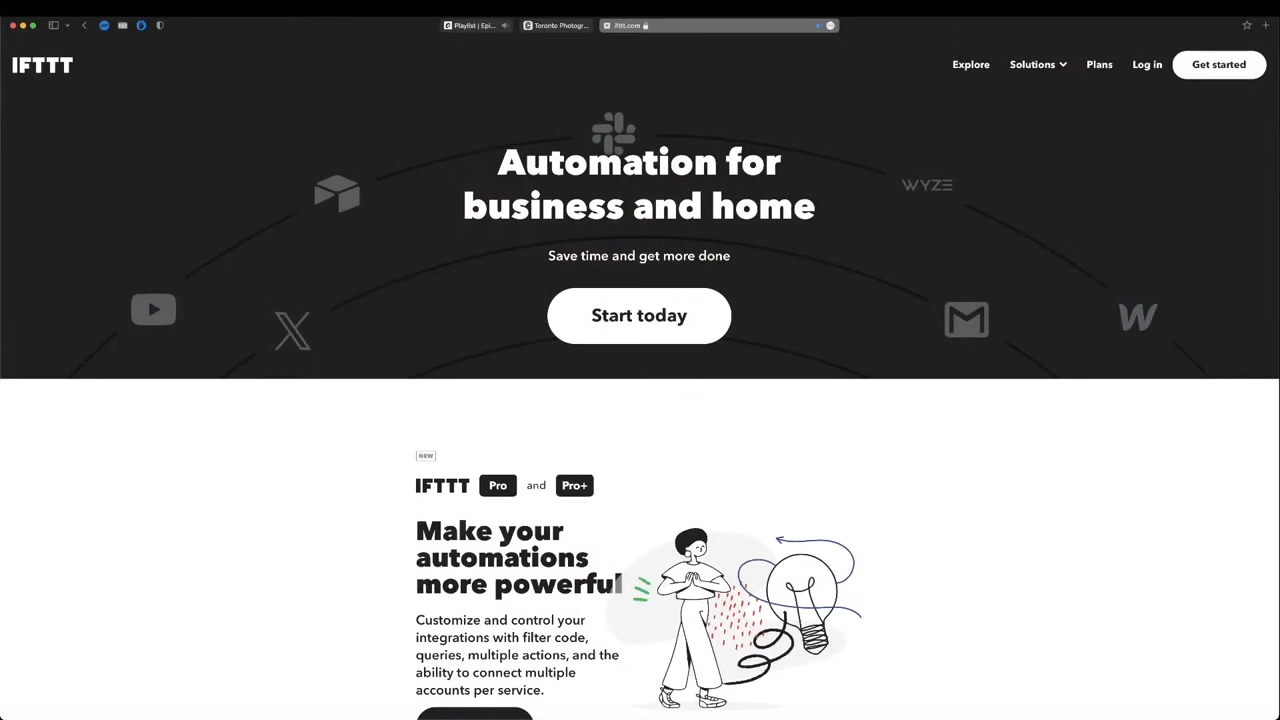 Playlist | Epi...
Toronto Photogr...
ifttt.com
IFTTT
Explore
Solutions
Plans
Log in
Get started
Automation for
business and home
WYZE
Save time and get more done
Start today
NEW
IFTTT Pro and Pro+
Make your
automations
more powerful
Customize and control your
integrations with filter code,
queries, multiple actions, and the
ability to connect multiple
accounts per service.